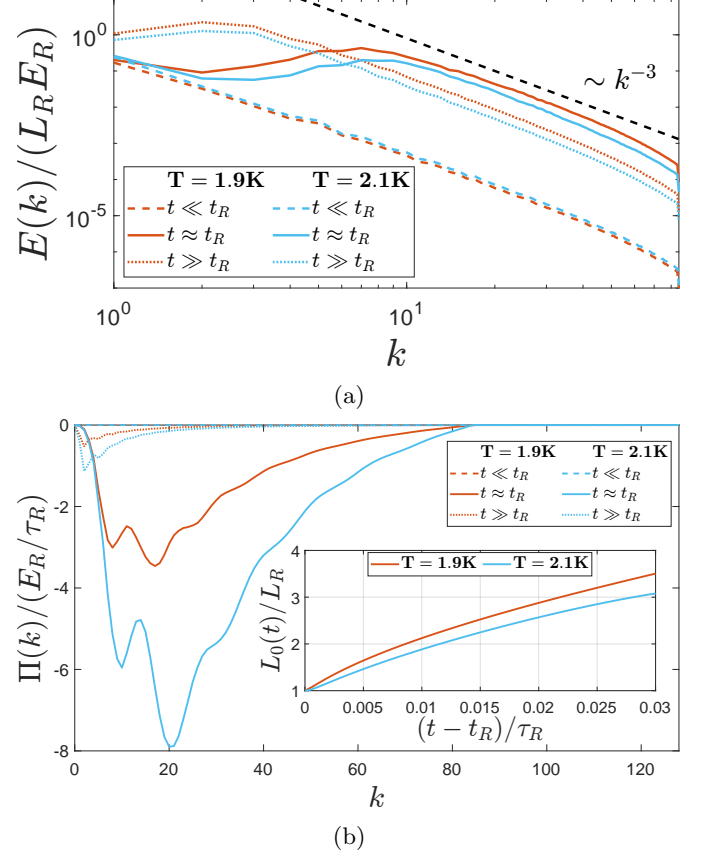 10^0
10^{-5}
E(k)/(L_R E_R)
∼ k^{-3}
T = 1.9K T = 2.1K
t ≪ t_R t ≪ t_R
t ≈ t_R t ≈ t_R
t ≫ t_R t ≫ t_R
10^0 10^1
k
(a)
0
-2
-4
-6
-8
Π(k)/(E_R/τ_R)
T = 1.9K T = 2.1K
t ≪ t_R t ≪ t_R
t ≈ t_R t ≈ t_R
t ≫ t_R t ≫ t_R
4
3
2
1
L_0(t)/L_R
T = 1.9K T = 2.1K
0 0.005 0.01 0.015 0.02 0.025 0.03
(t − t_R)/τ_R
0 20 40 60 80 100 120
k
(b)